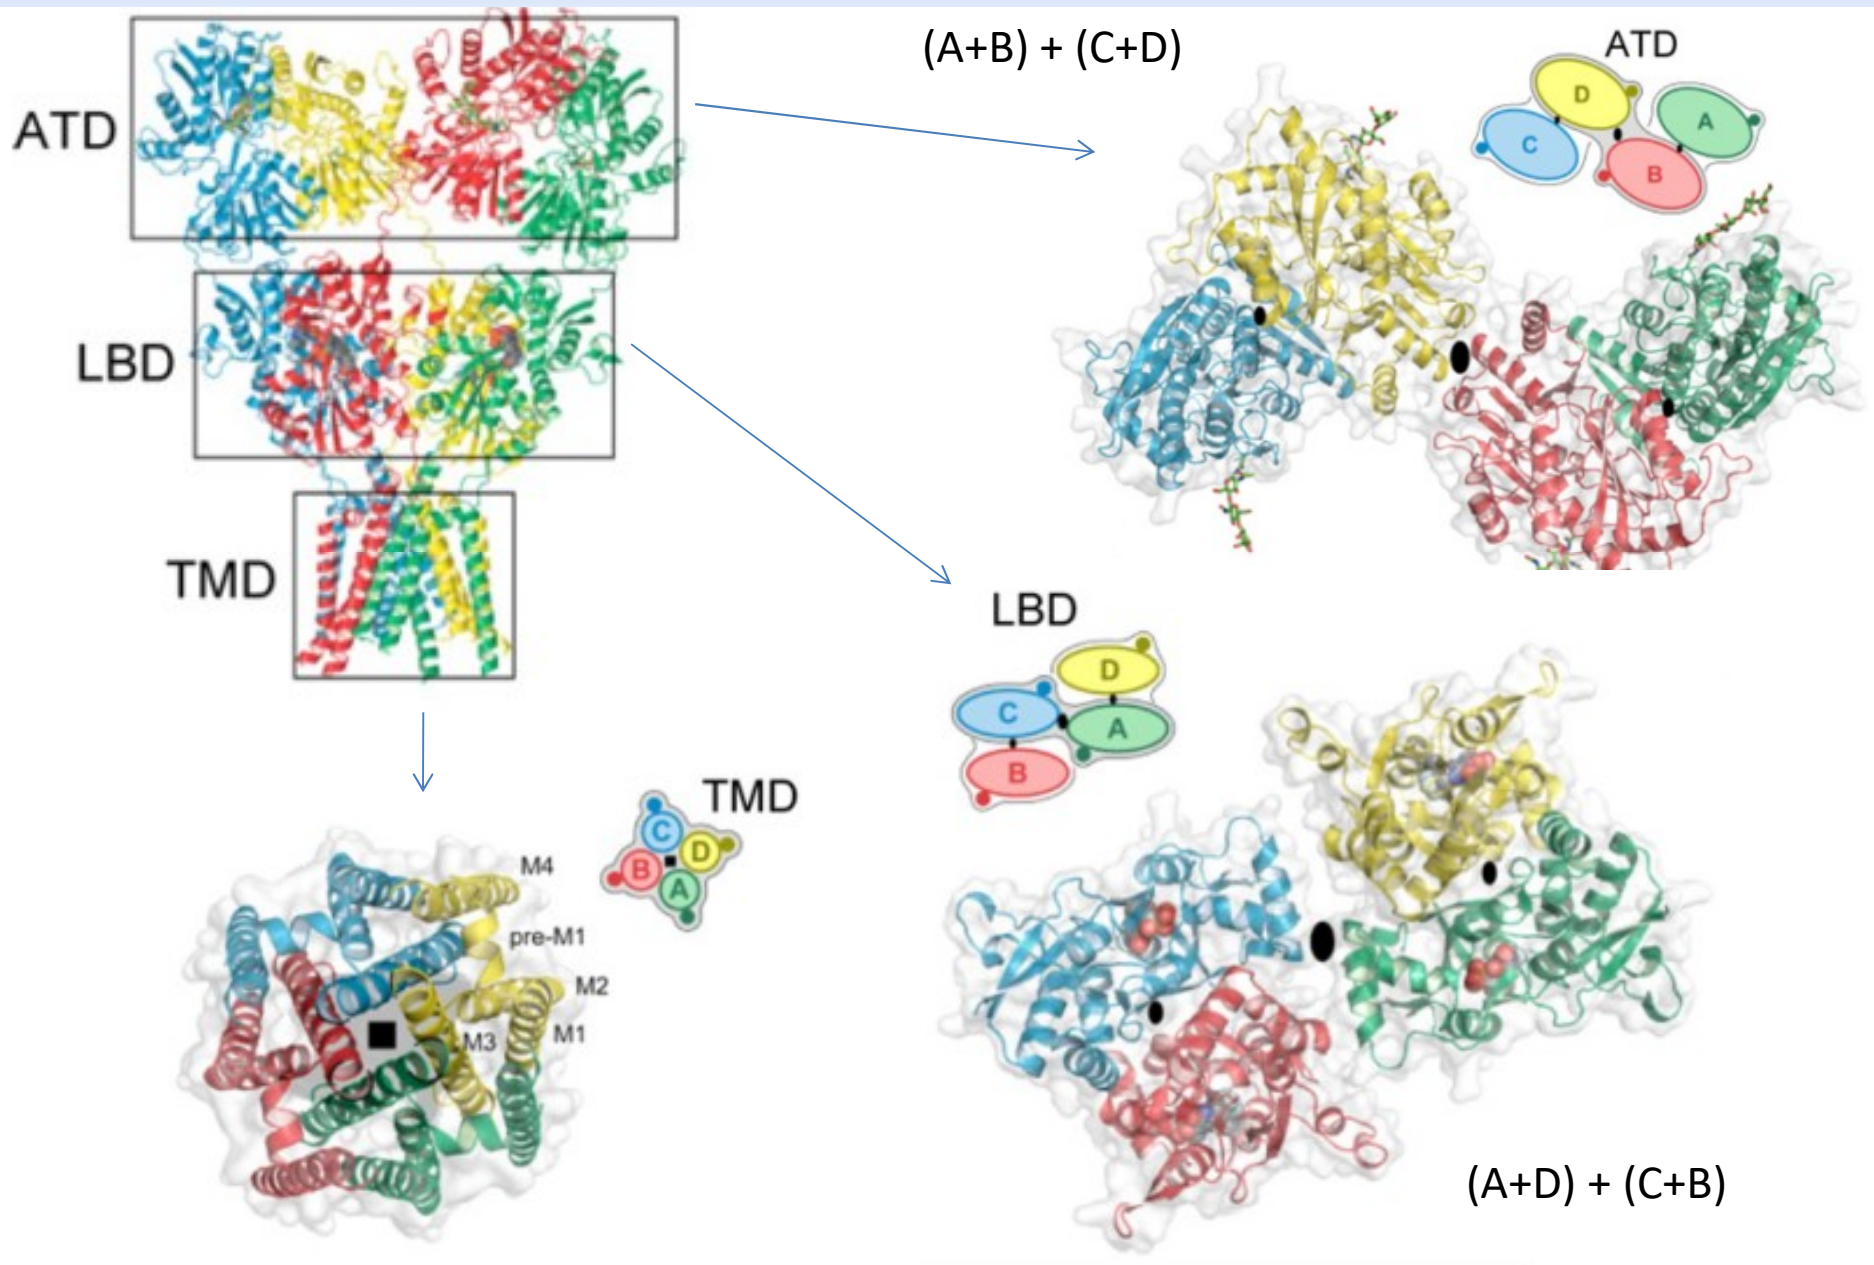 (A+B) + (C+D)
ATD
D
A
C
B
ATD
LBD
TMD
LBD
D
C
A
B
TMD
C
D
B
A
M4
pre-M1
M2
M1
M3
(A+D) + (C+B)